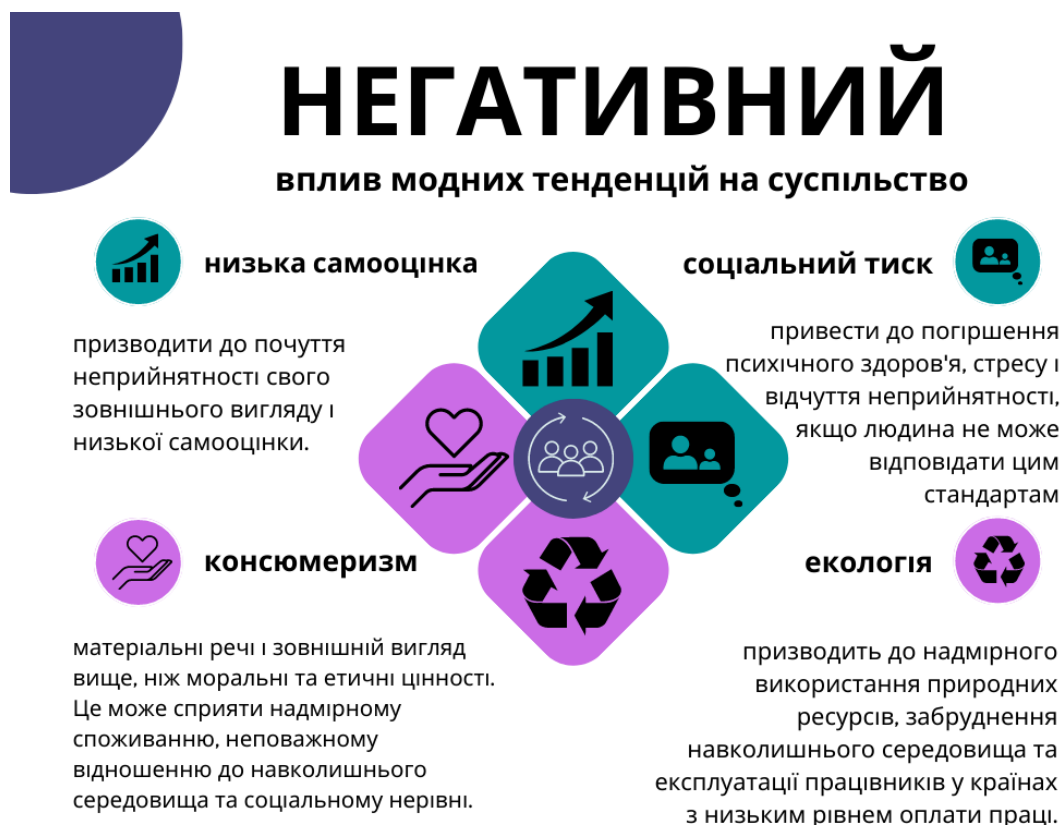 НЕГАТИВНИЙ
вплив модних тенденцій на суспільство
низька самооцінка
призводити до почуття
неприйнятності свого
зовнішнього вигляду і
низької самооцінки.
соціальний тиск
привести до погіршення
психічного здоров'я, стресу і
відчуття неприйнятності,
якщо людина не може
відповідати цим
стандартам
консюмеризм
матеріальні речі і зовнішній вигляд
вище, ніж моральні та етичні цінності.
Це може сприяти надмірному
споживанню, неповажному
відношенню до навколишнього
середовища та соціальному нерівні.
екологія
призводить до надмірного
використання природних
ресурсів, забруднення
навколишнього середовища та
експлуатації працівників у країнах
з низьким рівнем оплати праці.